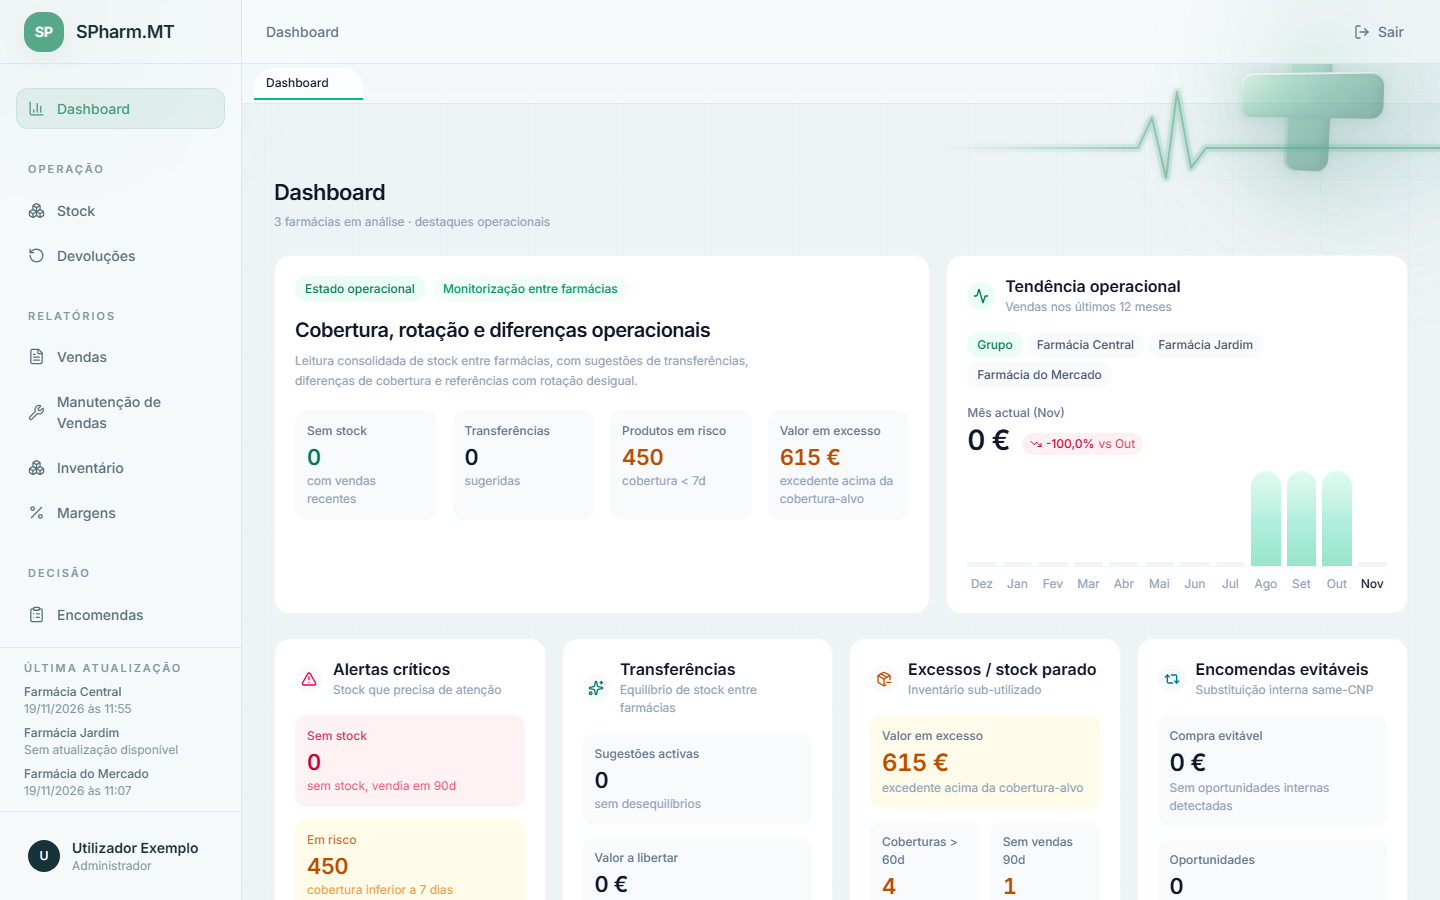 SP
SPharm.MT
Dashboard
OPERAÇÃO
Stock
Devoluções
RELATÓRIOS
Vendas
Manutenção de
Vendas
Inventário
Margens
DECISÃO
Encomendas
ÚLTIMA ATUALIZAÇÃO
Farmácia Central
19/11/2026 às 11:55
Farmácia Jardim
Sem atualização disponível
Farmácia do Mercado
19/11/2026 às 11:07
U
Utilizador Exemplo
Administrador
Dashboard
Sair
Dashboard
Dashboard
3 farmácias em análise · destaques operacionais
Estado operacional
Monitorização entre farmácias
Cobertura, rotação e diferenças operacionais
Leitura consolidada de stock entre farmácias, com sugestões de transferências,
diferenças de cobertura e referências com rotação desigual.
Sem stock
0
com vendas
recentes
Transferências
0
sugeridas
Produtos em risco
450
cobertura < 7d
Valor em excesso
615 €
excedente acima da
cobertura-alvo
Tendência operacional
Vendas nos últimos 12 meses
Grupo
Farmácia Central
Farmácia Jardim
Farmácia do Mercado
Mês actual (Nov)
0 €
-100,0% vs Out
Dez Jan Fev Mar Abr Mai Jun Jul Ago Set Out Nov
Alertas críticos
Stock que precisa de atenção
Sem stock
0
sem stock, vendia em 90d
Em risco
450
cobertura inferior a 7 dias
Transferências
Equilíbrio de stock entre
farmácias
Sugestões activas
0
sem desequilíbrios
Valor a libertar
0 €
Excessos / stock parado
Inventário sub-utilizado
Valor em excesso
615 €
excedente acima da cobertura-alvo
Coberturas >
60d
4
Sem vendas
90d
1
Encomendas evitáveis
Substituição interna same-CNP
Compra evitável
0 €
Sem oportunidades internas
detectadas
Oportunidades
0